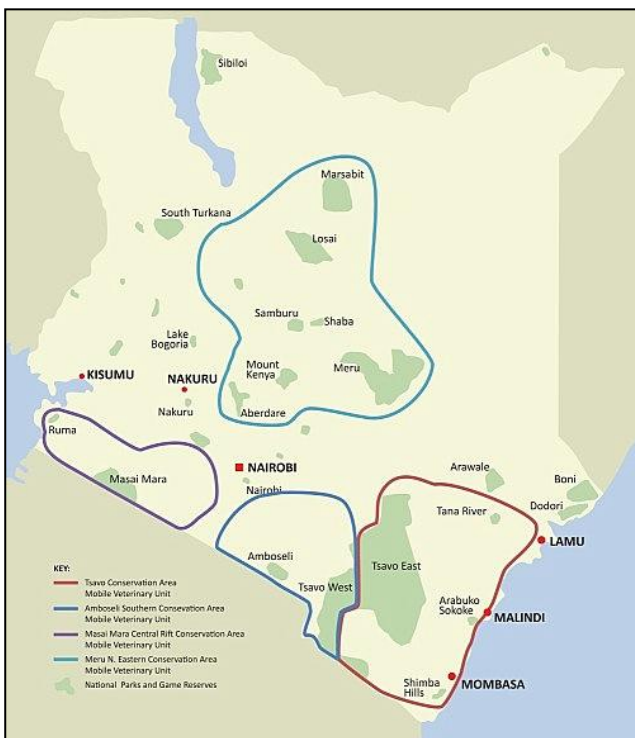 Sibiloi
Marsabit
South Turkana
Losai
Samburu
Shaba
Lake
Bogoria
Mount
Kenya
Meru
KISUMU
NAKURU
Nakuru
Aberdare
Ruma
Masai Mara
NAIROBI
Nairobi
Arawale
Boni
Dodori
Tana River
LAMU
Amboseli
Tsavo West
Tsavo East
Arabuko
Sokoke
MALINDI
Shimba
Hills
MOMBASA
KEY:
Tsavo Conservation Area
Mobile Veterinary Unit
Amboseli Southern Consevation Area
Mobile Veterinary Unit
Masai Mara Central Rift Conservation Area
Mobile Veterinary Unit
Meru N. Eastern Conservation Area
Mobile Veterinary Unit
National Parks and Game Reserves